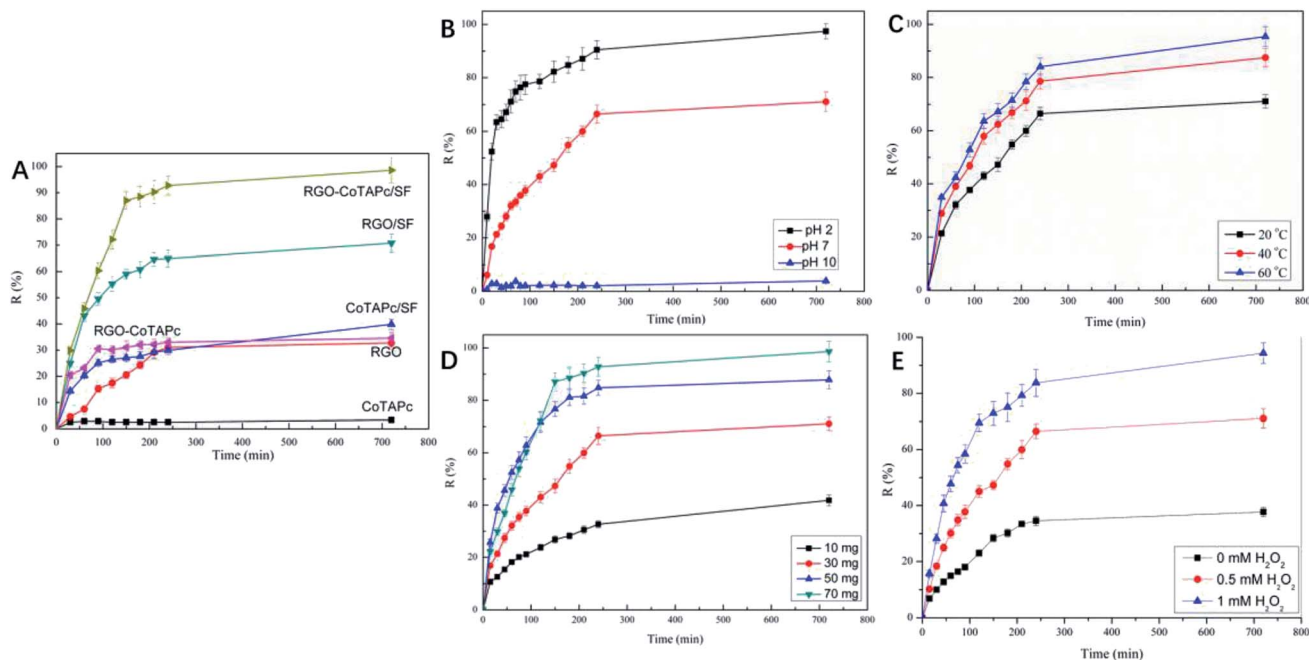 A
R (%)
100
90
80
70
60
50
40
30
20
10
0
RGO-CoTAPc/SF
RGO/SF
CoTAPc/SF
RGO-CoTAPc
RGO
CoTAPc
0 100 200 300 400 500 600 700 800
Time (min)
B
R (%)
100
80
60
40
20
0
pH 2
pH 7
pH 10
0 100 200 300 400 500 600 700 800
Time (min)
C
R (%)
100
80
60
40
20
0
20 °C
40 °C
60 °C
0 100 200 300 400 500 600 700 800
Time (min)
D
R (%)
100
80
60
40
20
0
10 mg
30 mg
50 mg
70 mg
0 100 200 300 400 500 600 700 800
Time (min)
E
R (%)
100
80
60
40
20
0
0 mM H₂O₂
0.5 mM H₂O₂
1 mM H₂O₂
0 100 200 300 400 500 600 700 800
Time (min)